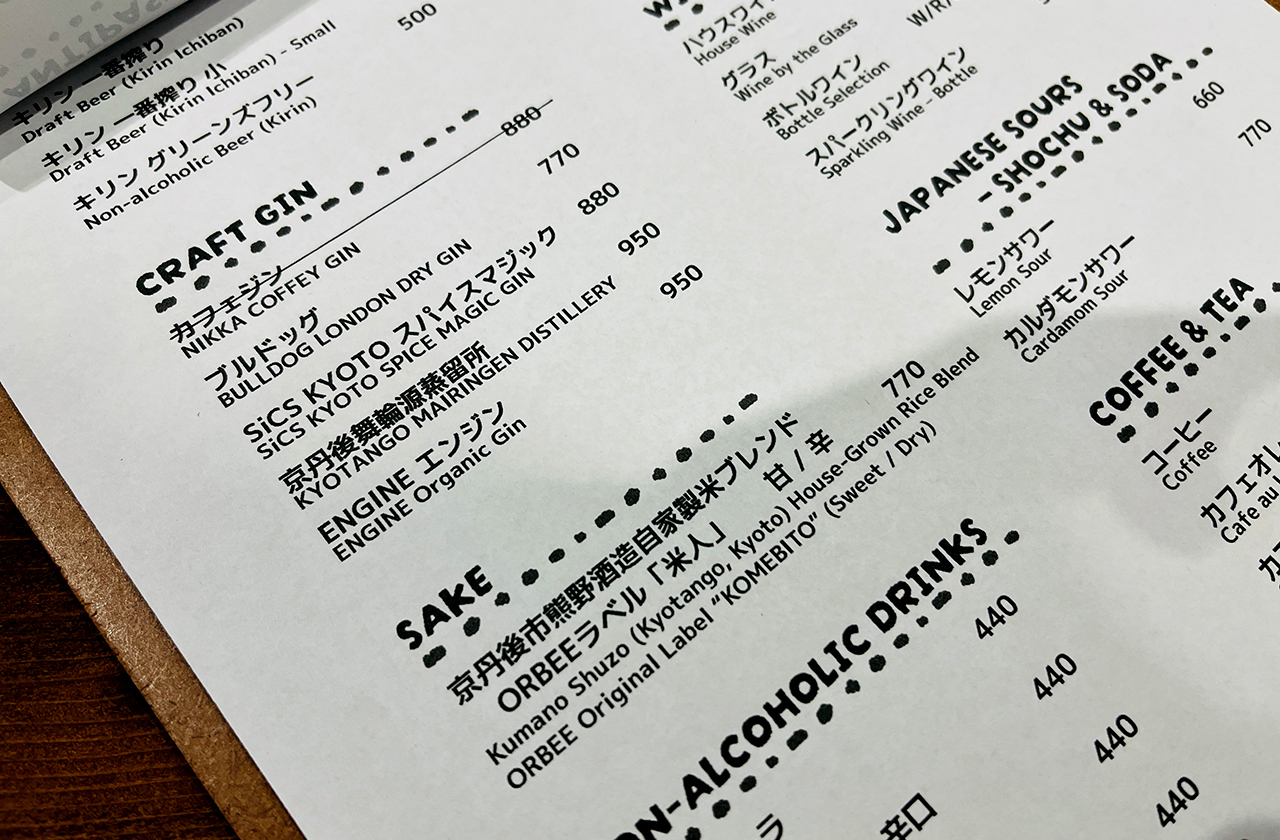 キリン 一番搾り
Draft Beer (Kirin Ichiban)
キリン 一番搾り 小 500
Draft Beer (Kirin Ichiban) - Small
キリン グリーンズフリー
Non-alcoholic Beer (Kirin)
CRAFT GIN
カフェジン 880
NIKKA COFFEY GIN
ブルドッグ 770
BULLDOG LONDON DRY GIN
SiCS KYOTO スパイスマジック 880
SiCS KYOTO SPICE MAGIC GIN
京丹後舞輪源蒸留所 950
KYOTANGO MAIRINGEN DISTILLERY
ENGINE エンジン 950
ENGINE Organic Gin
SAKE
京丹後市熊野酒造自家製米ブレンド 770
ORBEEラベル「米人」 甘 / 辛
Kumano Shuzo (Kyotango, Kyoto) House-Grown Rice Blend
ORBEE Original Label "KOMEBITO" (Sweet / Dry)
ON-ALCOHOLIC DRINKS
440
440
440
440
ラ
辛口
ハウスワイ
House Wine
グラス W/R/
Wine by the Glass
ボトルワイン
Bottle Selection
スパークリングワイン
Sparkling Wine - Bottle
JAPANESE SOURS
- SHOCHU & SODA
レモンサワー 660
Lemon Sour
カルダモンサワー 770
Cardamom Sour
COFFEE & TEA
コーヒー
Coffee
カフェオレ
Cafe au l
カ